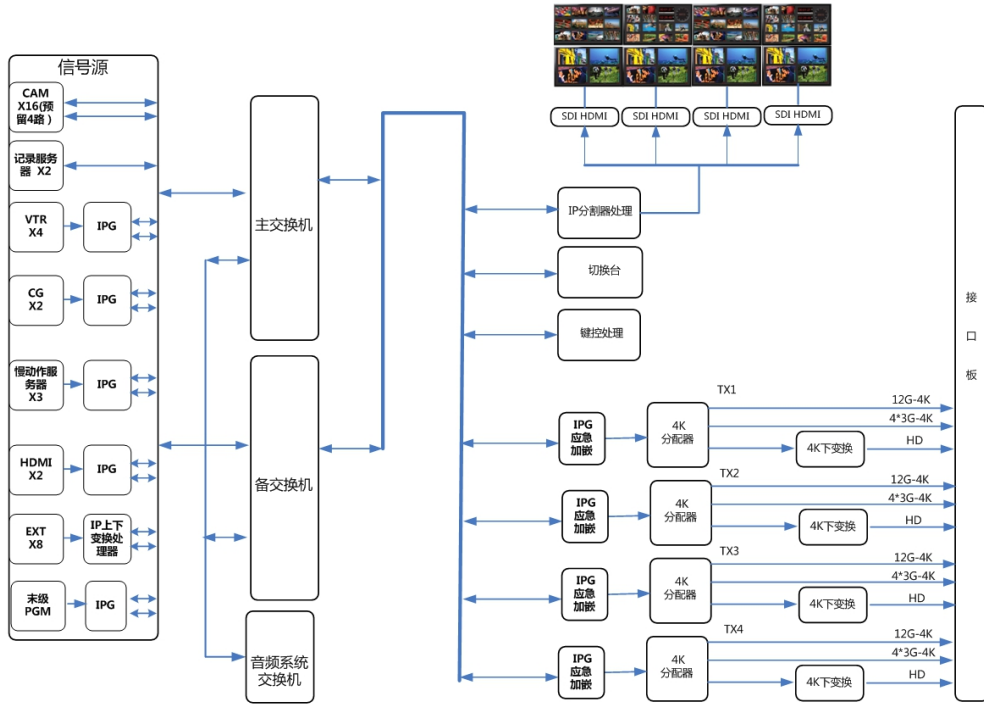 信号源
CAM
X16(预
留4路）
记录服务
器 X2
VTR
X4
IPG
CG
X2
IPG
慢动作服
务器
X3
IPG
HDMI
X2
IPG
EXT
X8
IP上下
变换处
理器
末级
PGM
IPG
主交换机
备交换机
音频系统
交换机
SDI HDMI
SDI HDMI
SDI HDMI
SDI HDMI
IP分割器处理
切换台
键控处理
IPG
应急
加嵌
4K
分配器
TX1
12G-4K
4*3G-4K
4K下变换
HD
IPG
应急
加嵌
4K
分配器
TX2
12G-4K
4*3G-4K
4K下变换
HD
IPG
应急
加嵌
4K
分配器
TX3
12G-4K
4*3G-4K
4K下变换
HD
IPG
应急
加嵌
4K
分配器
TX4
12G-4K
4*3G-4K
4K下变换
HD
接
口
板